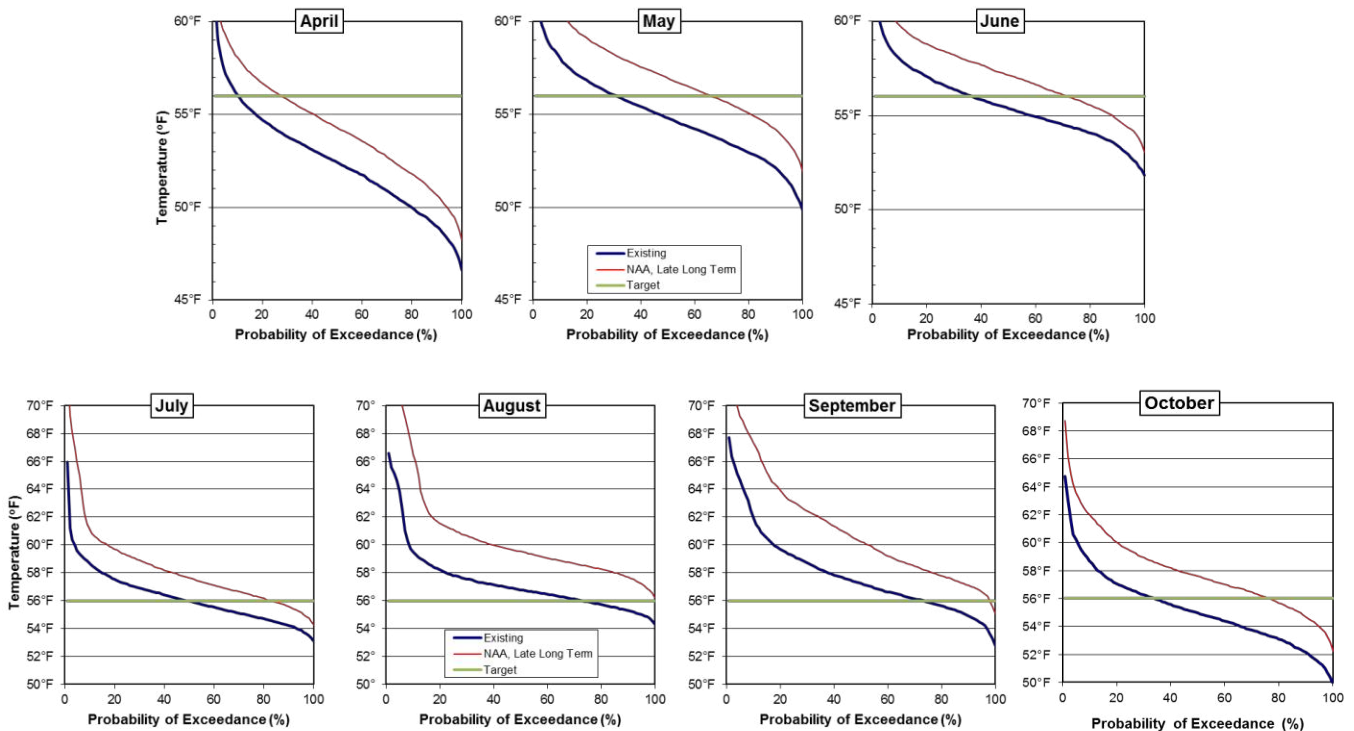 April
May
June
60°F
55°F
50°F
45°F
Temperature (°F)
0 20 40 60 80 100
Probability of Exceedance (%)
60°F
55°F
50°F
45°F
Existing
NAA, Late Long Term
Target
0 20 40 60 80 100
Probability of Exceedance (%)
60°F
55°F
50°F
45°F
0 20 40 60 80 100
Probability of Exceedance (%)
July
August
September
October
70°F
68°F
66°F
64°F
62°F
60°F
58°F
56°F
54°F
52°F
50°F
Temperature (°F)
0 20 40 60 80 100
Probability of Exceedance (%)
70°
68°
66°
64°
62°
60°
58°
56°
54°
52°
50°
Existing
NAA, Late Long Term
Target
0 20 40 60 80 100
Probability of Exceedance (%)
70°F
68°F
66°F
64°F
62°F
60°F
58°F
56°F
54°F
52°F
50°F
0 20 40 60 80 100
Probability of Exceedance (%)
70°F
68°F
66°F
64°F
62°F
60°F
58°F
56°F
54°F
52°F
50°F
0 20 40 60 80 100
Probability of Exceedance (%)